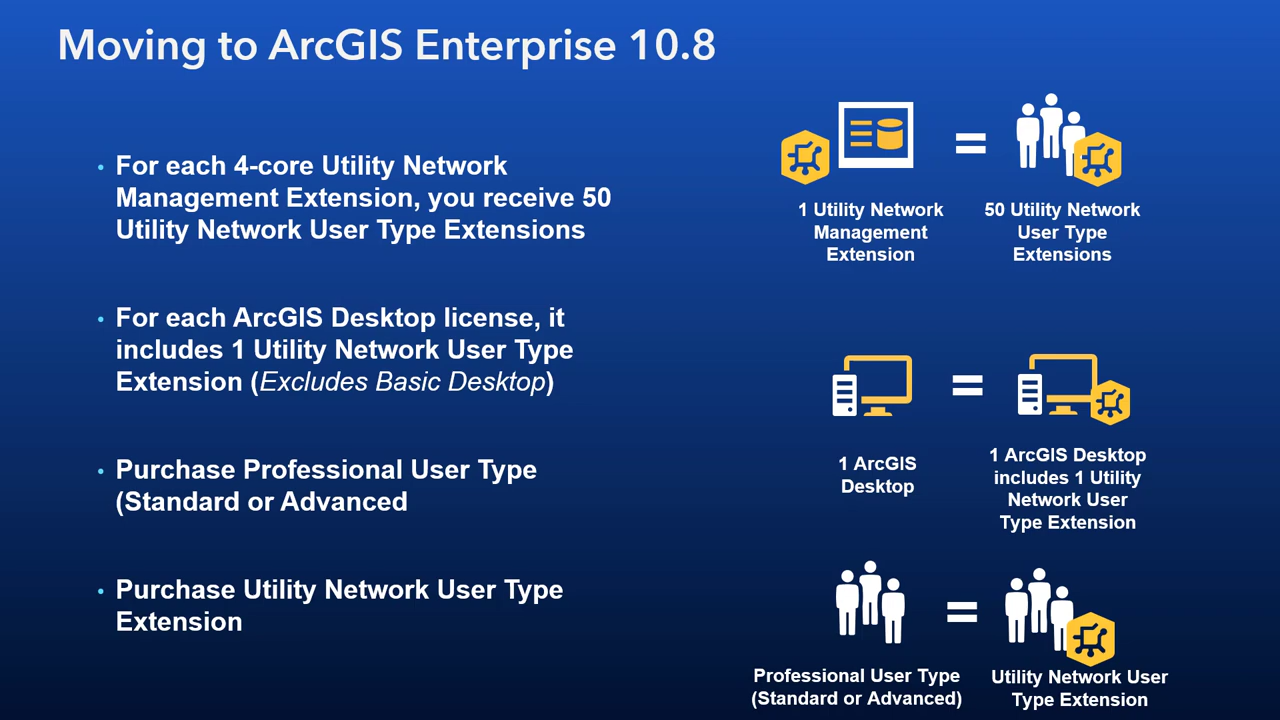 Moving to ArcGIS Enterprise 10.8
• For each 4-core Utility Network
Management Extension, you receive 50
Utility Network User Type Extensions
• For each ArcGIS Desktop license, it
includes 1 Utility Network User Type
Extension (Excludes Basic Desktop)
• Purchase Professional User Type
(Standard or Advanced
• Purchase Utility Network User Type
Extension
=
1 Utility Network
Management
Extension
50 Utility Network
User Type
Extensions
=
1 ArcGIS
Desktop
1 ArcGIS Desktop
includes 1 Utility
Network User
Type Extension
=
Professional User Type
(Standard or Advanced)
Utility Network User
Type Extension